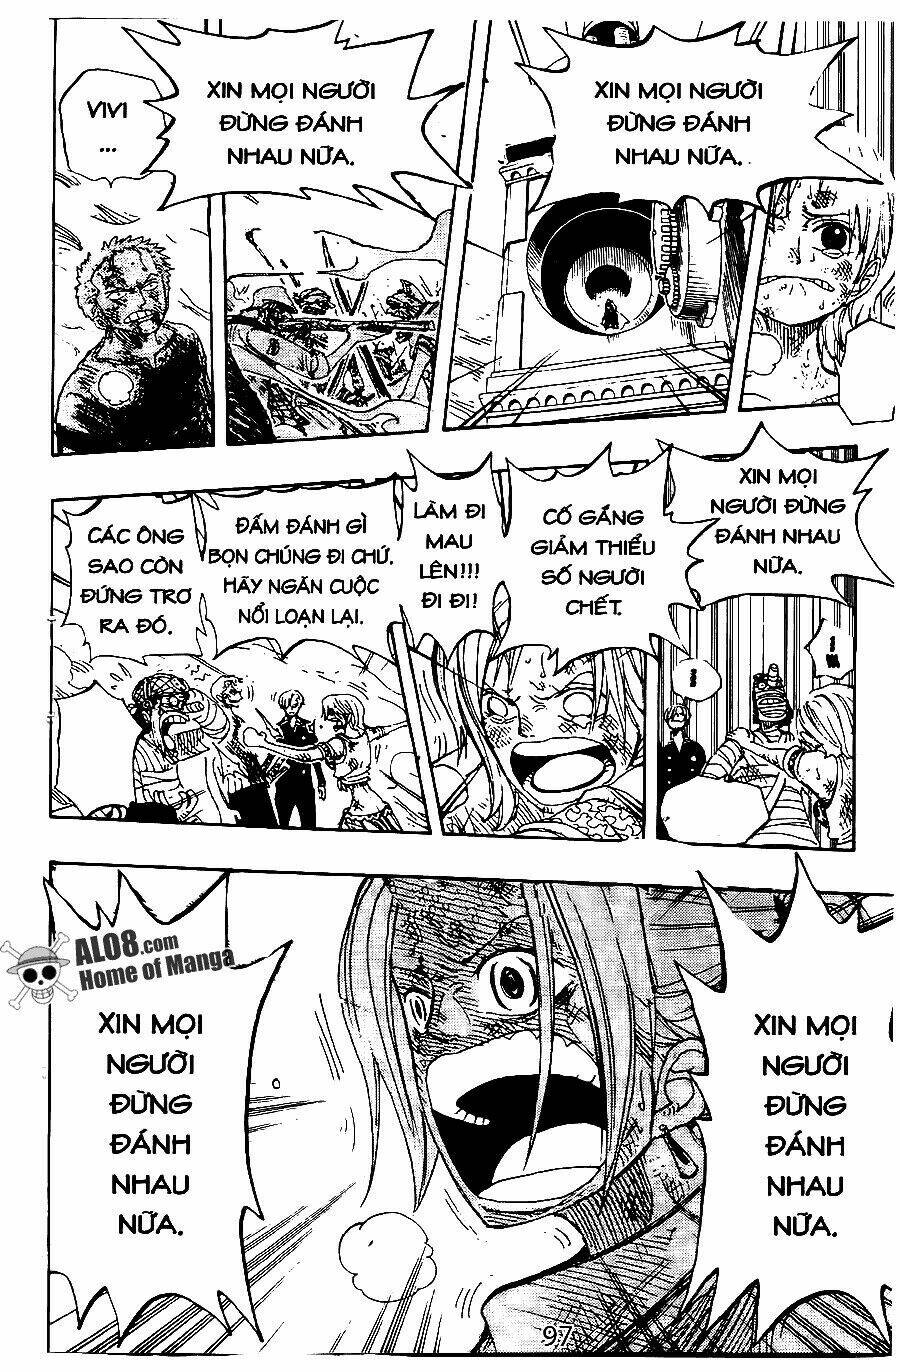 XIN MỌI NGƯỜI
ĐỪNG ĐÁNH
NHAU NỮA.
XIN MỌI NGƯỜI
ĐỪNG ĐÁNH
NHAU NỮA.
VIVI
...
XIN MỌI
NGƯỜI ĐỪNG
ĐÁNH NHAU
NỮA.
CỐ GẮNG
GIẢM THIỂU
SỐ NGƯỜI
CHẾT.
LÀM ĐI
MAU
LÊN!!!
ĐI ĐI!
ĐẤM ĐÁNH GÌ
BỌN CHÚNG ĐI CHỨ.
HÃY NGĂN CUỘC
NỔI LOẠN LẠI.
CÁC ÔNG
SAO CÒN
ĐỨNG TRƠ
RA ĐÓ.
XIN MỌI
NGƯỜI
ĐỪNG
ĐÁNH
NHAU
NỮA.
XIN MỌI
NGƯỜI
ĐỪNG
ĐÁNH
NHAU
NỮA.
ALO8.com
Home of Manga
97